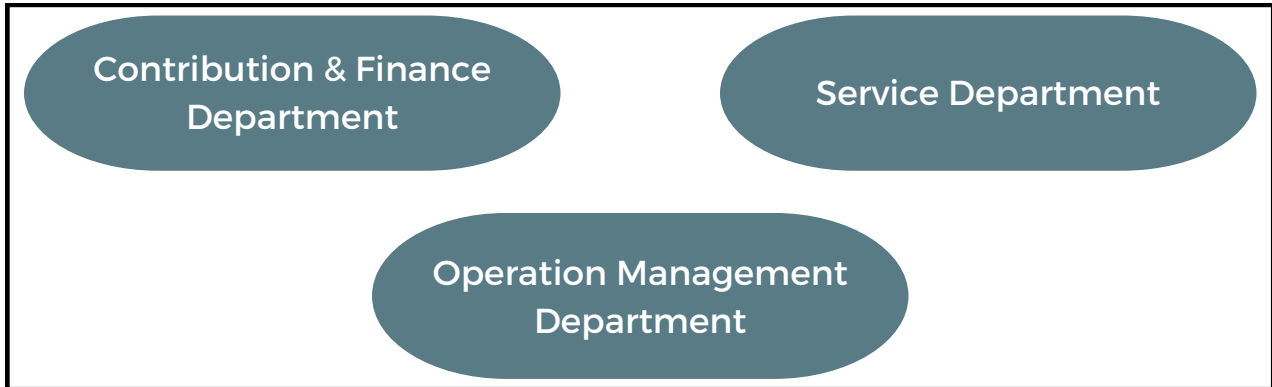 Contribution & Finance
Department
Service Department
Operation Management
Department